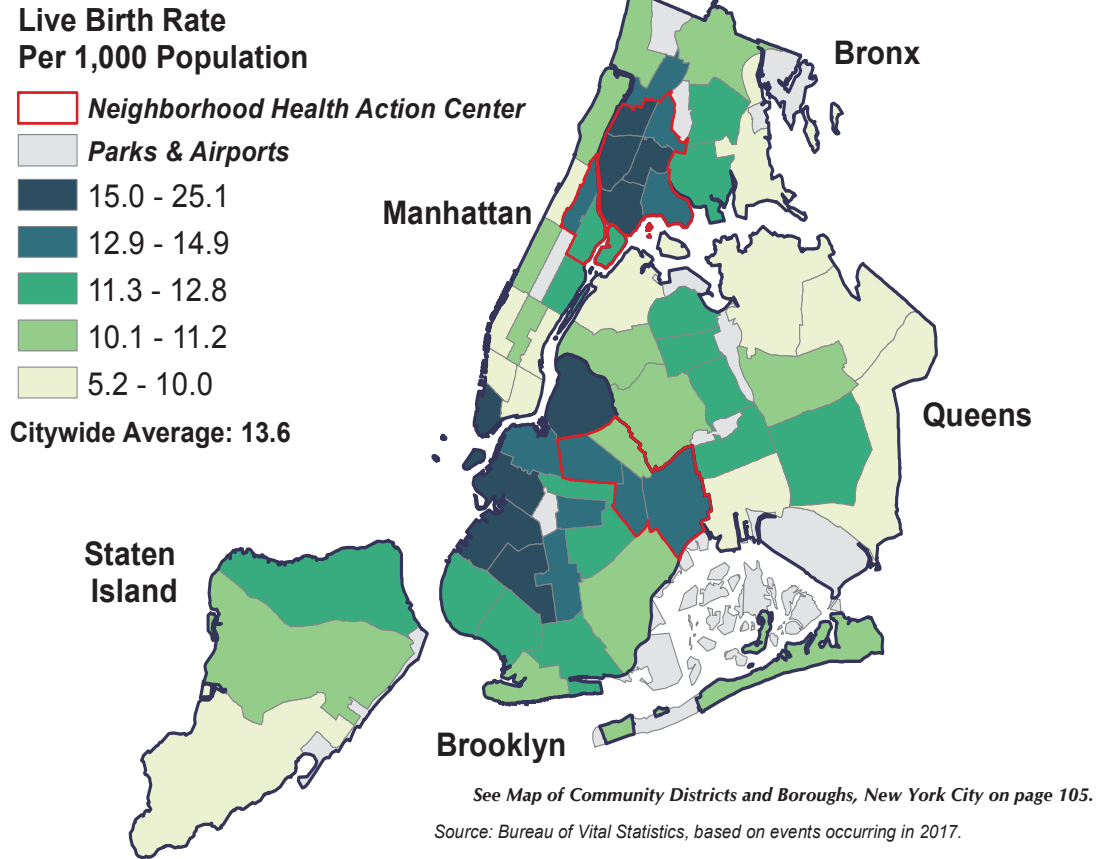 Live Birth Rate
Per 1,000 Population
Neighborhood Health Action Center
Parks & Airports
15.0 - 25.1
12.9 - 14.9
11.3 - 12.8
10.1 - 11.2
5.2 - 10.0
Citywide Average: 13.6
Bronx
Manhattan
Queens
Staten
Island
Brooklyn
See Map of Community Districts and Boroughs, New York City on page 105.
Source: Bureau of Vital Statistics, based on events occurring in 2017.